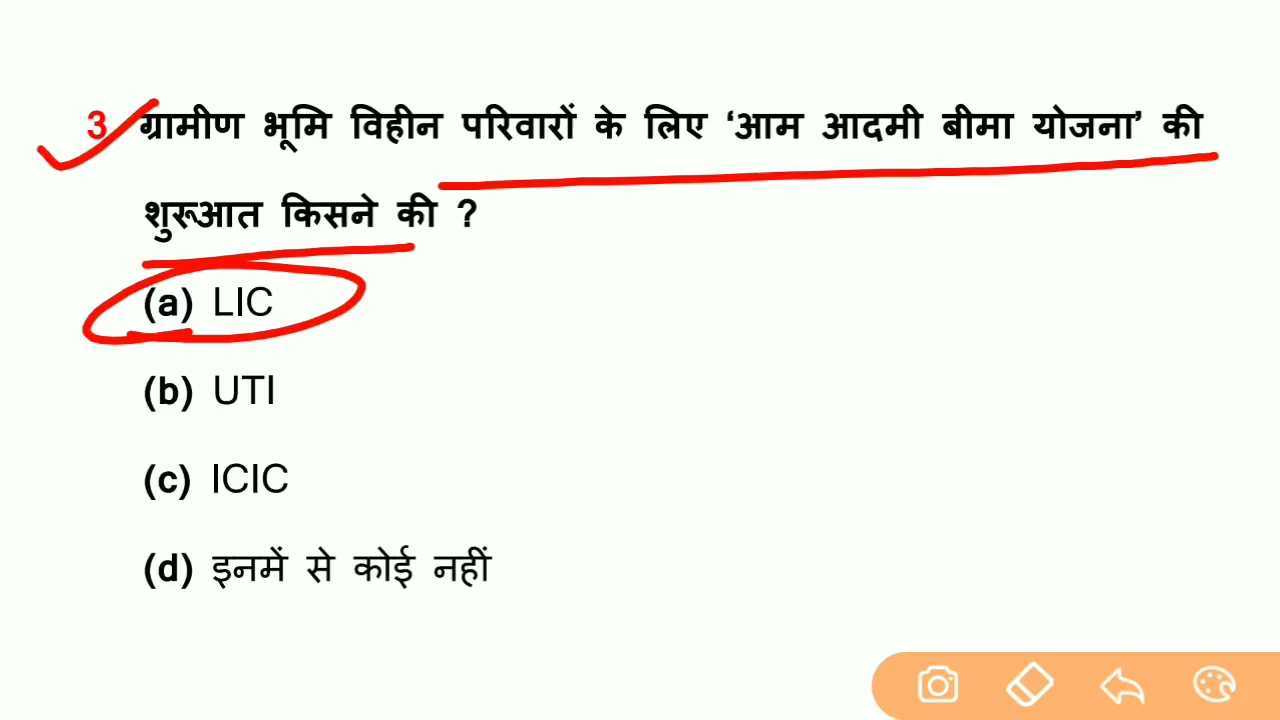 3 ग्रामीण भूमि विहीन परिवारों के लिए ‘आम आदमी बीमा योजना’ की
शुरूआत किसने की ?
(a) LIC
(b) UTI
(c) ICIC
(d) इनमें से कोई नहीं